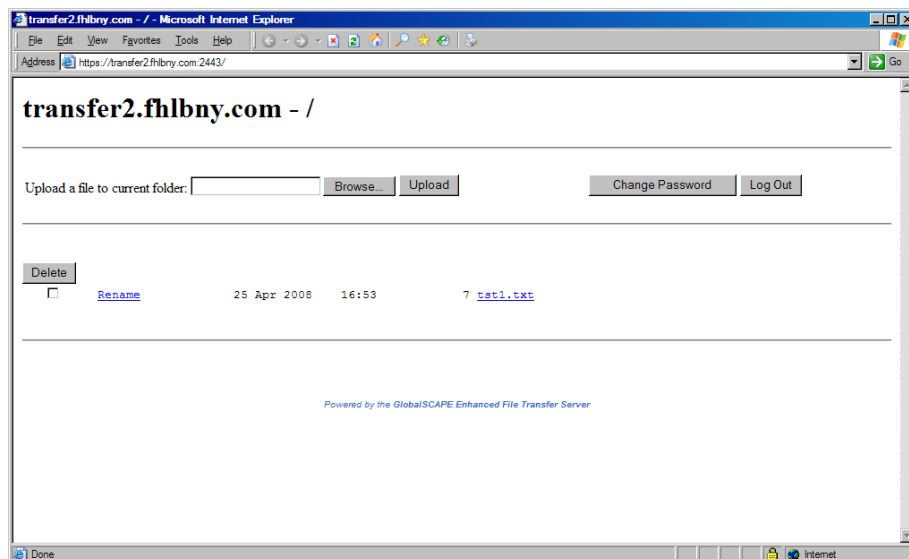 transfer2.fhlbny.com - / - Microsoft Internet Explorer
File Edit View Favorites Tools Help
Address https://transfer2.fhlbny.com:2443/ Go
transfer2.fhlbny.com - /
Upload a file to current folder: Browse... Upload Change Password Log Out
Delete
Rename 25 Apr 2008 16:53 7 tst1.txt
Powered by the GlobalSCAPE Enhanced File Transfer Server
Done Internet